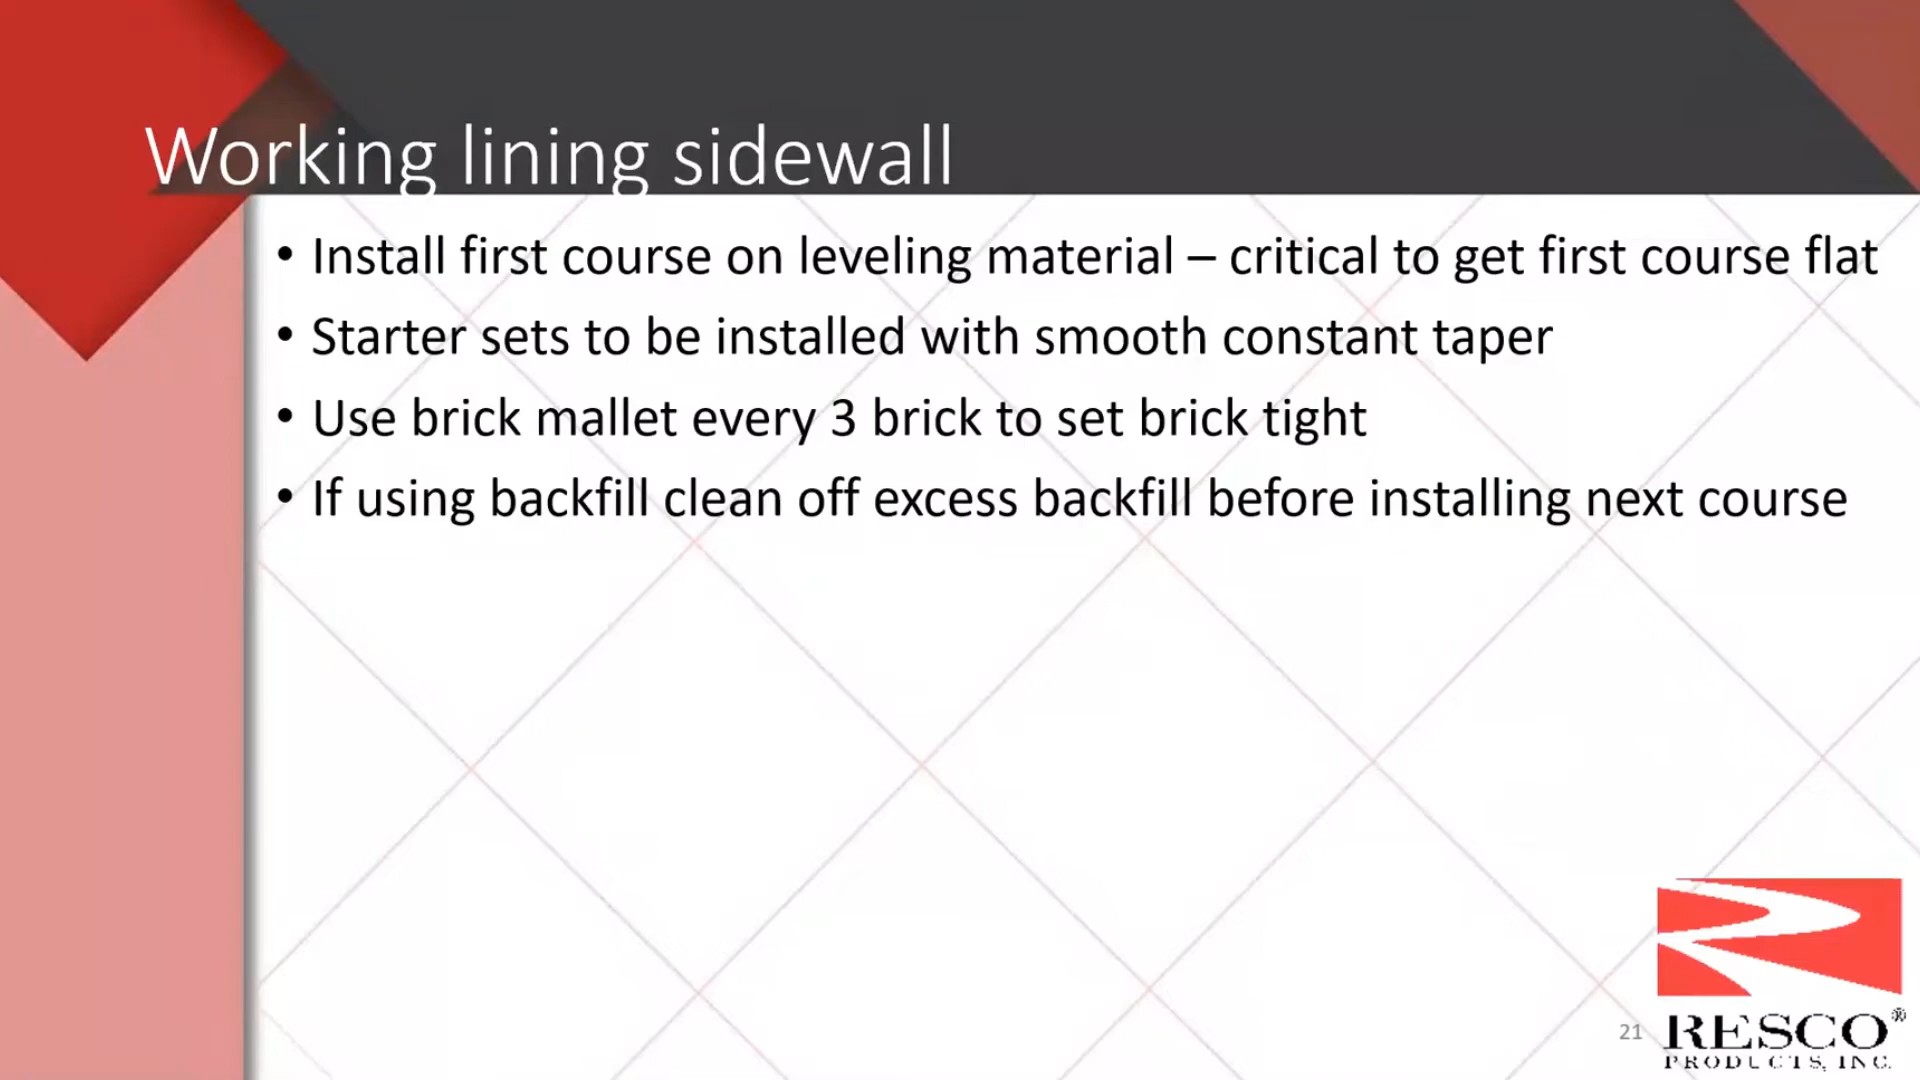 Working lining sidewall
• Install first course on leveling material – critical to get first course flat
• Starter sets to be installed with smooth constant taper
• Use brick mallet every 3 brick to set brick tight
• If using backfill clean off excess backfill before installing next course
21
RESCO®
PRODUCTS, INC.